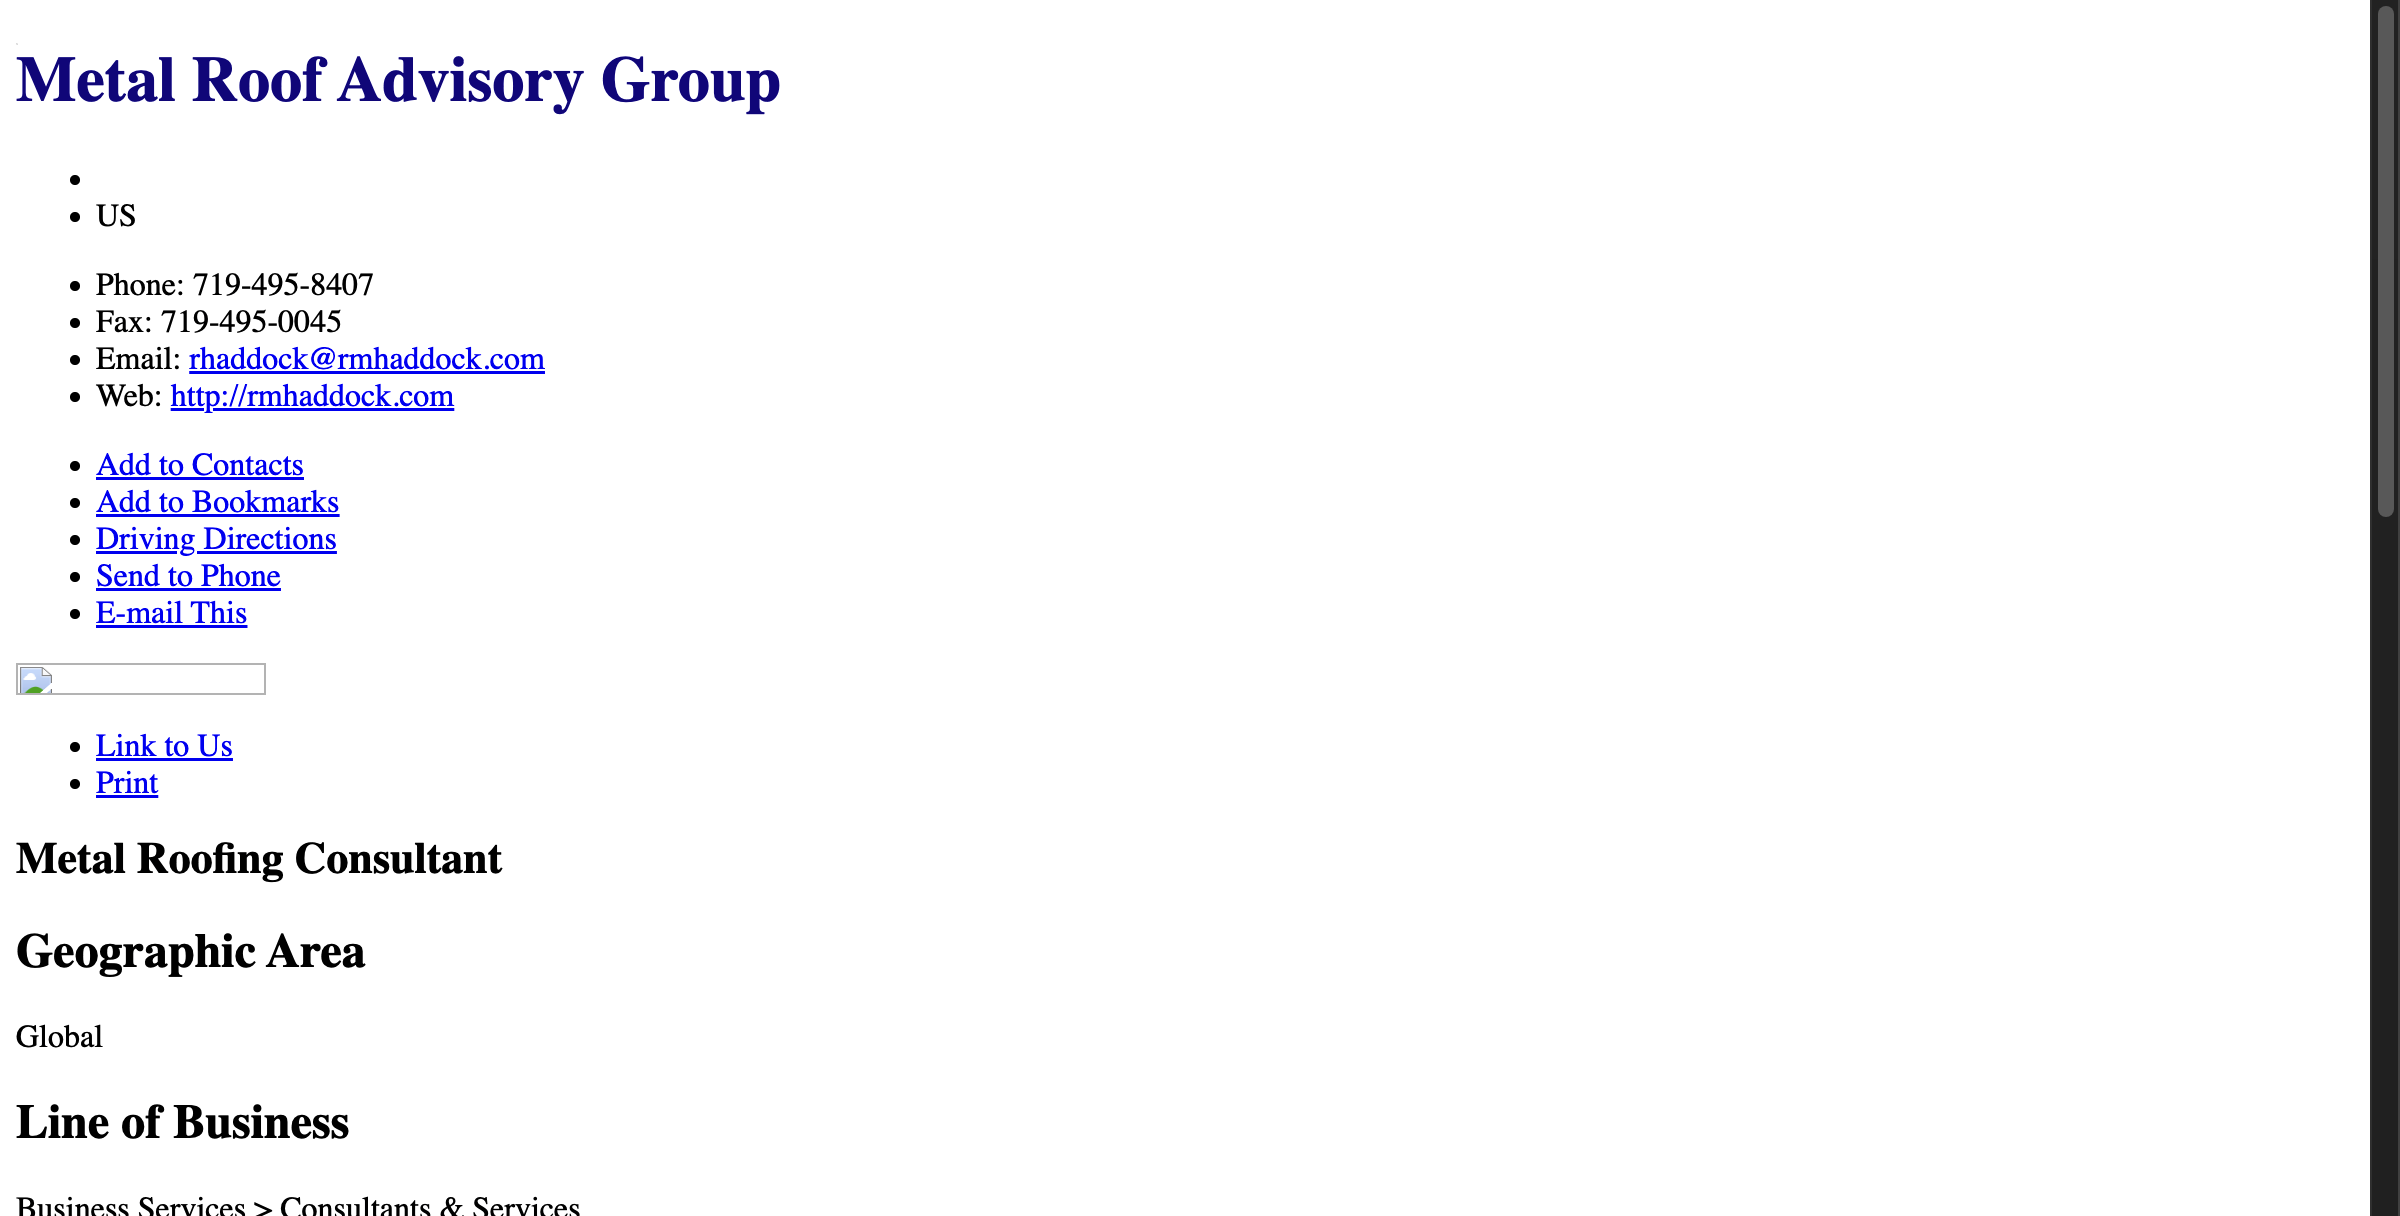 Metal Roof Advisory Group
US
Phone: 719-495-8407
Fax: 719-495-0045
Email: rhaddock@rmhaddock.com
Web: http://rmhaddock.com
Add to Contacts
Add to Bookmarks
Driving Directions
Send to Phone
E-mail This
Link to Us
Print
Metal Roofing Consultant
Geographic Area
Global
Line of Business
Business Services > Consultants & Services